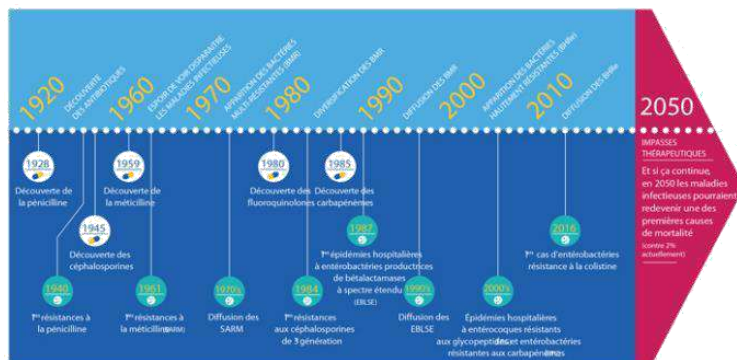 1920
DÉCOUVERTE
DES ANTIBIOTIQUES
1960
ESPOIR DE VOIR DISPARAITRE
LES MALADIES INFECTIEUSES
1970
APPARITION DES BACTÉRIES
MULTI-RÉSISTANTES (BMR)
1980
DIVERSIFICATION DES BMR
1990
DIFFUSION DES BMR
2000
APPARITION DES BACTÉRIES
HAUTEMENT RÉSISTANTES (BHRe)
2010
DIFFUSION DES BHRe
2050
IMPASSES
THÉRAPEUTIQUES
Et si ça continue,
en 2050 les maladies
infectieuses pourraient
redevenir une des
premières causes
de mortalité
(contre 2%
actuellement)
1928
Découverte de
la pénicilline
1959
Découverte de
la méticilline
1980
Découverte des
fluoroquinolones
1985
Découverte des
carbapénèmes
1945
Découverte des
céphalosporines
1987
1res épidémies hospitalières
à entérobactéries productrices
de bétalactamases
à spectre étendu
(EBLSE)
2016
1er cas d'entérobactéries
résistance à la colistine
1940
1res résistances à
la pénicilline
1961
1res résistances à
la méticilline (SARM)
1970's
Diffusion des
SARM
1984
1res résistances
aux céphalosporines
de 3 génération
1990's
Diffusion des
EBLSE
2000's
Épidémies hospitalières
à entérocoques résistants
aux glycopeptides et entérobactéries
résistantes aux carbapénèmes